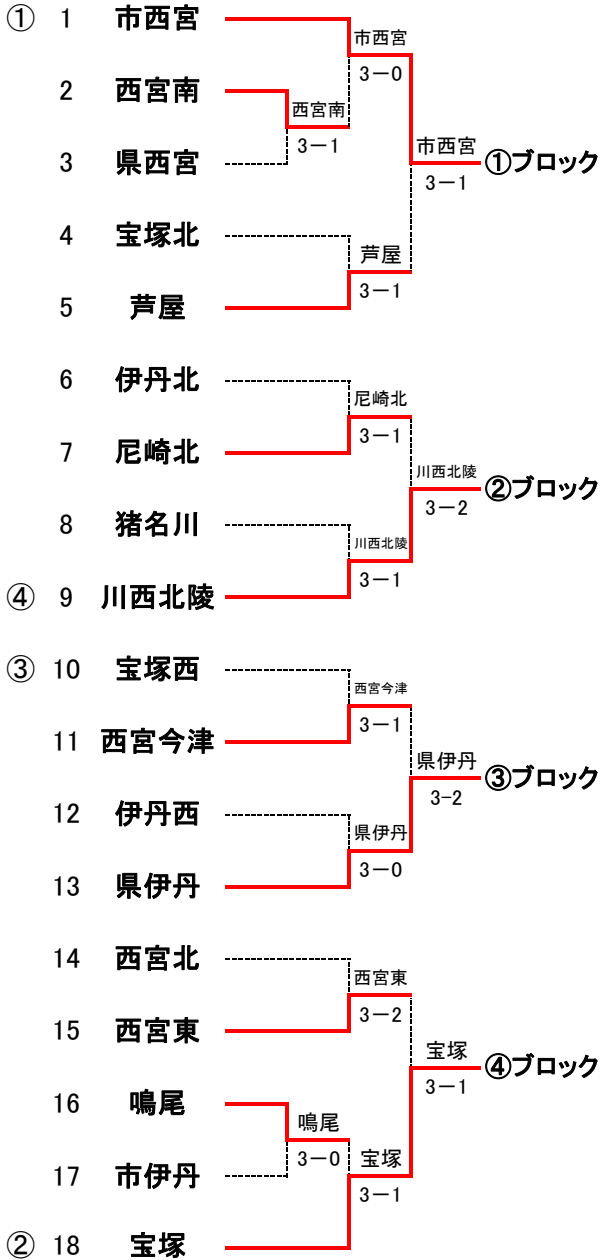 ① 1 市西宮
市西宮
3－0
2 西宮南
西宮南
3－1
3 県西宮
市西宮
3－1
①ブロック
4 宝塚北
芦屋
3－1
5 芦屋
6 伊丹北
尼崎北
3－1
7 尼崎北
川西北陵
3－2
②ブロック
8 猪名川
川西北陵
3－1
④ 9 川西北陵
③ 10 宝塚西
西宮今津
3－1
11 西宮今津
県伊丹
3-2
③ブロック
12 伊丹西
県伊丹
3－0
13 県伊丹
14 西宮北
西宮東
3－2
15 西宮東
宝塚
3－1
④ブロック
16 鳴尾
鳴尾
3－0
17 市伊丹
宝塚
3－1
② 18 宝塚